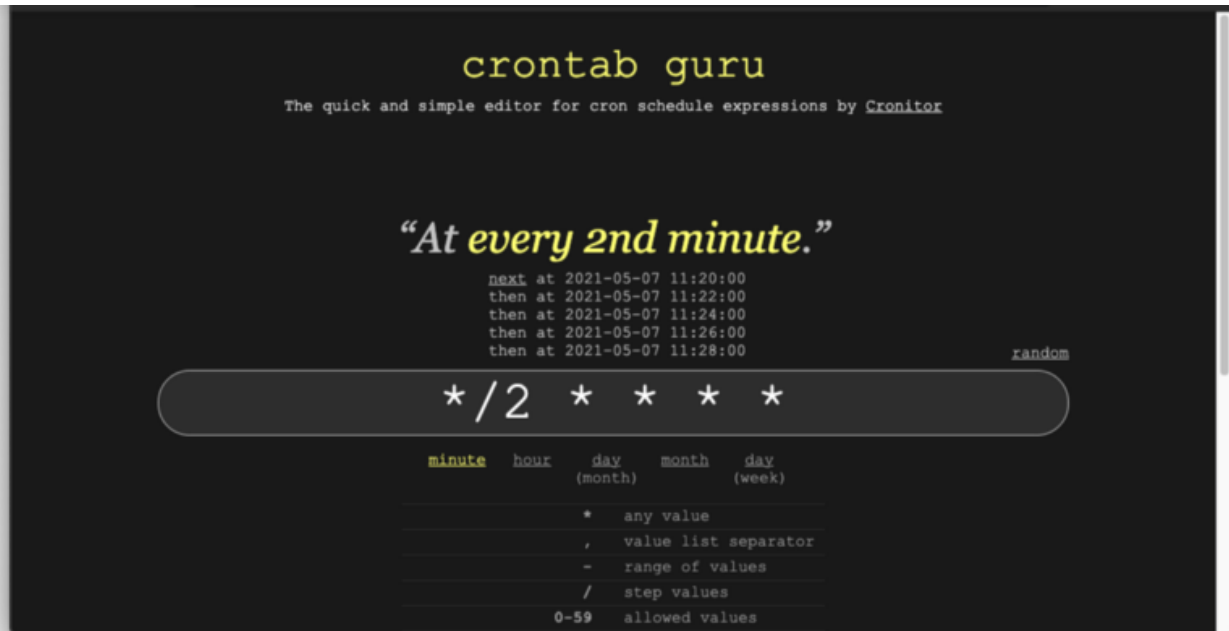 crontab guru
The quick and simple editor for cron schedule expressions by Cronitor
“At every 2nd minute.”
next at 2021-05-07 11:20:00
then at 2021-05-07 11:22:00
then at 2021-05-07 11:24:00
then at 2021-05-07 11:26:00
then at 2021-05-07 11:28:00
random
*/2 * * * *
minute hour day month day
(month) (week)
* any value
, value list separator
- range of values
/ step values
0-59 allowed values